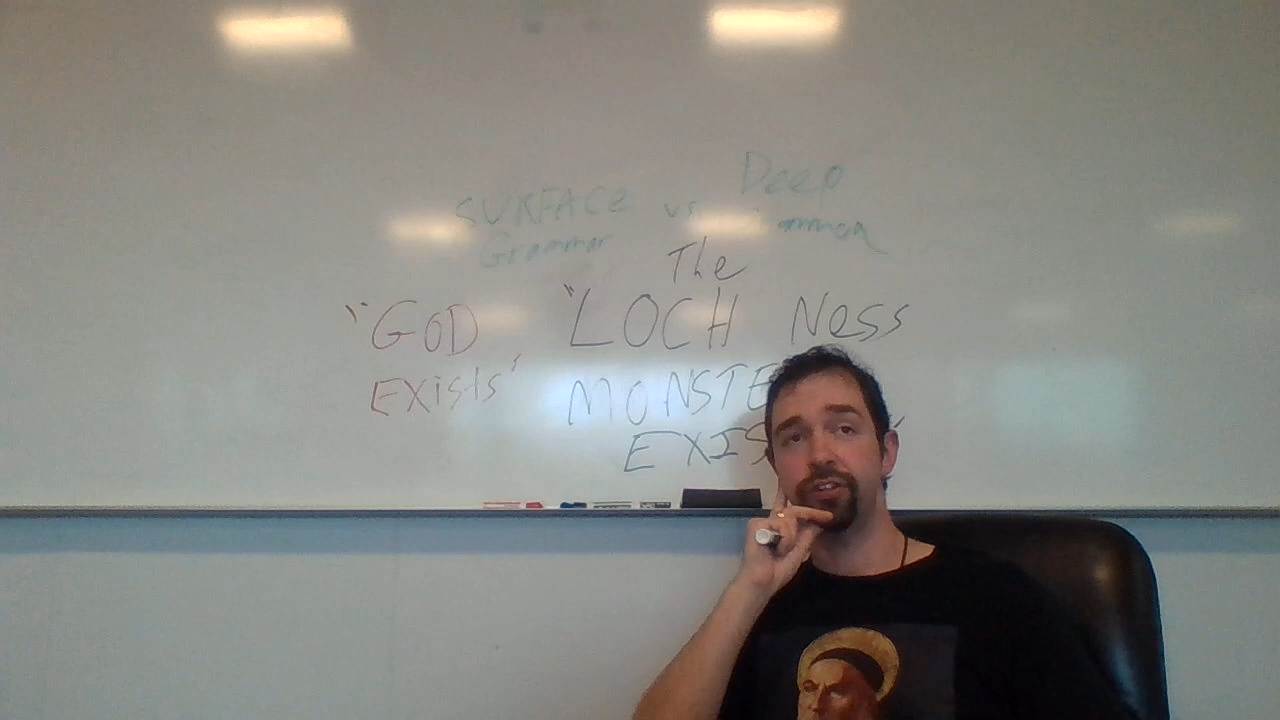 Deep
SURFACE vs
Grammar
The
"GOD "LOCH Ness
EXists" MONSTE
EXIS